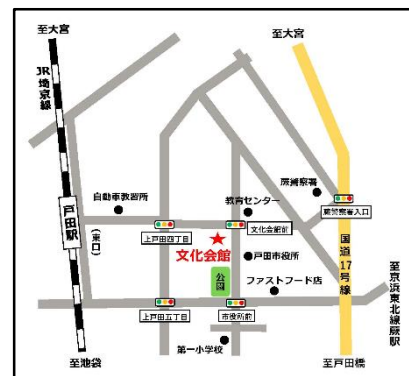 至大宮
至大宮
JR埼京線
戸田駅
(東口)
自動車教習所
教育センター
蕨警察署
蕨警察署入口
上戸田四丁目
文化会館前
文化会館
戸田市役所
国道17号線
公園
ファストフード店
至京浜東北線蕨駅
上戸田五丁目
市役所前
第一小学校
至池袋
至戸田橋